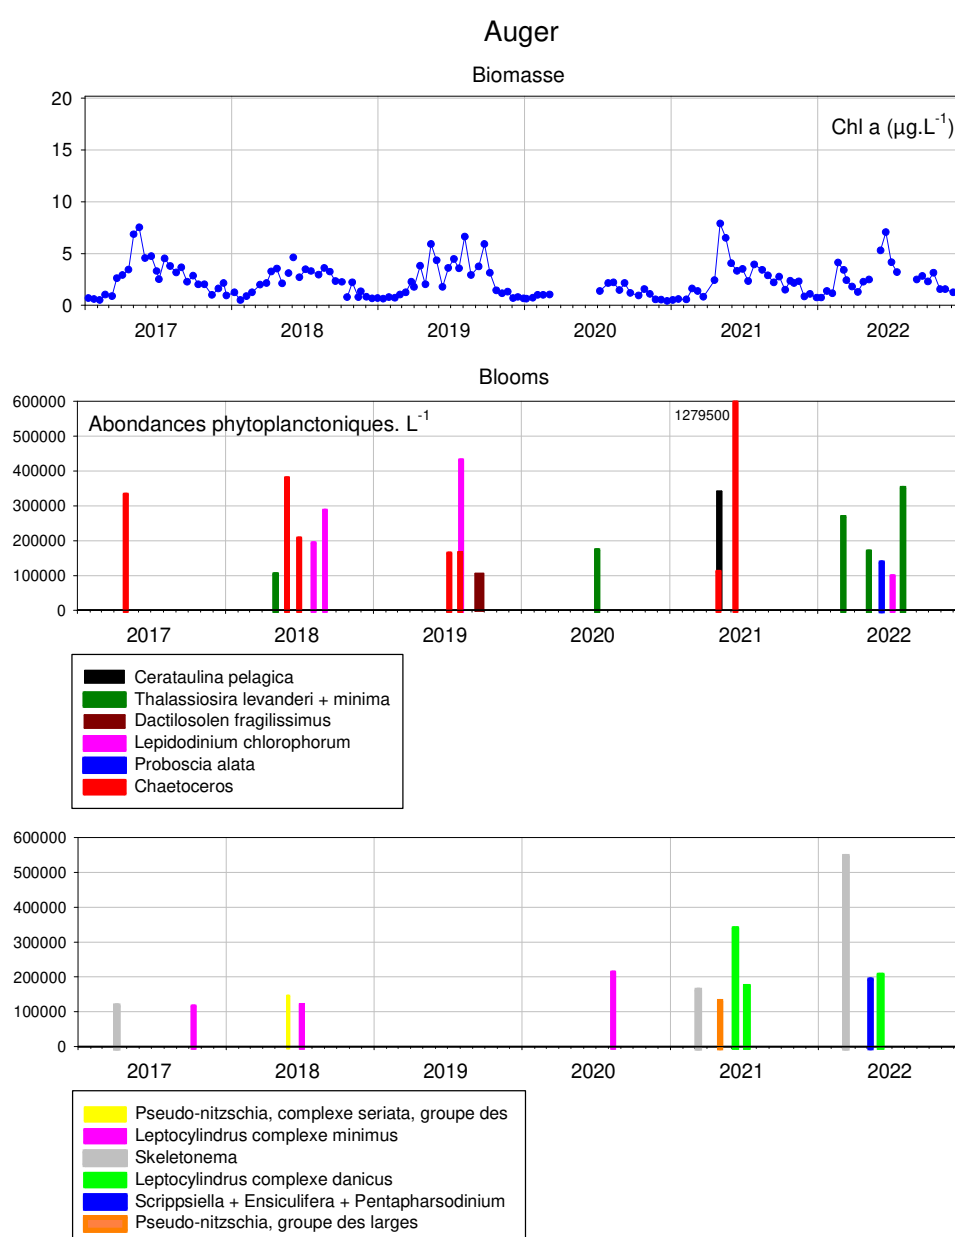 Auger
Biomasse
20
Chl a (µg.L-1)
15
10
5
0
2017 2018 2019 2020 2021 2022
Blooms
600000
Abondances phytoplanctoniques. L-1
1279500
500000
400000
300000
200000
100000
0
2017 2018 2019 2020 2021 2022
Cerataulina pelagica
Thalassiosira levanderi + minima
Dactilosolen fragilissimus
Lepidodinium chlorophorum
Proboscia alata
Chaetoceros
600000
500000
400000
300000
200000
100000
0
2017 2018 2019 2020 2021 2022
Pseudo-nitzschia, complexe seriata, groupe des
Leptocylindrus complexe minimus
Skeletonema
Leptocylindrus complexe danicus
Scrippsiella + Ensiculifera + Pentapharsodinium
Pseudo-nitzschia, groupe des larges